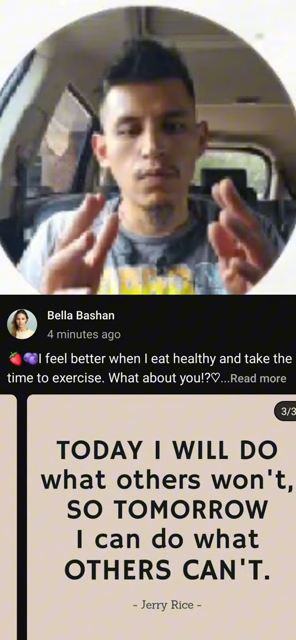 Bella Bashan
4 minutes ago
🍓🍇I feel better when I eat healthy and take the
time to exercise. What about you!?♡...Read more
3/3
TODAY I WILL DO
what others won't,
SO TOMORROW
I can do what
OTHERS CAN'T.
- Jerry Rice -